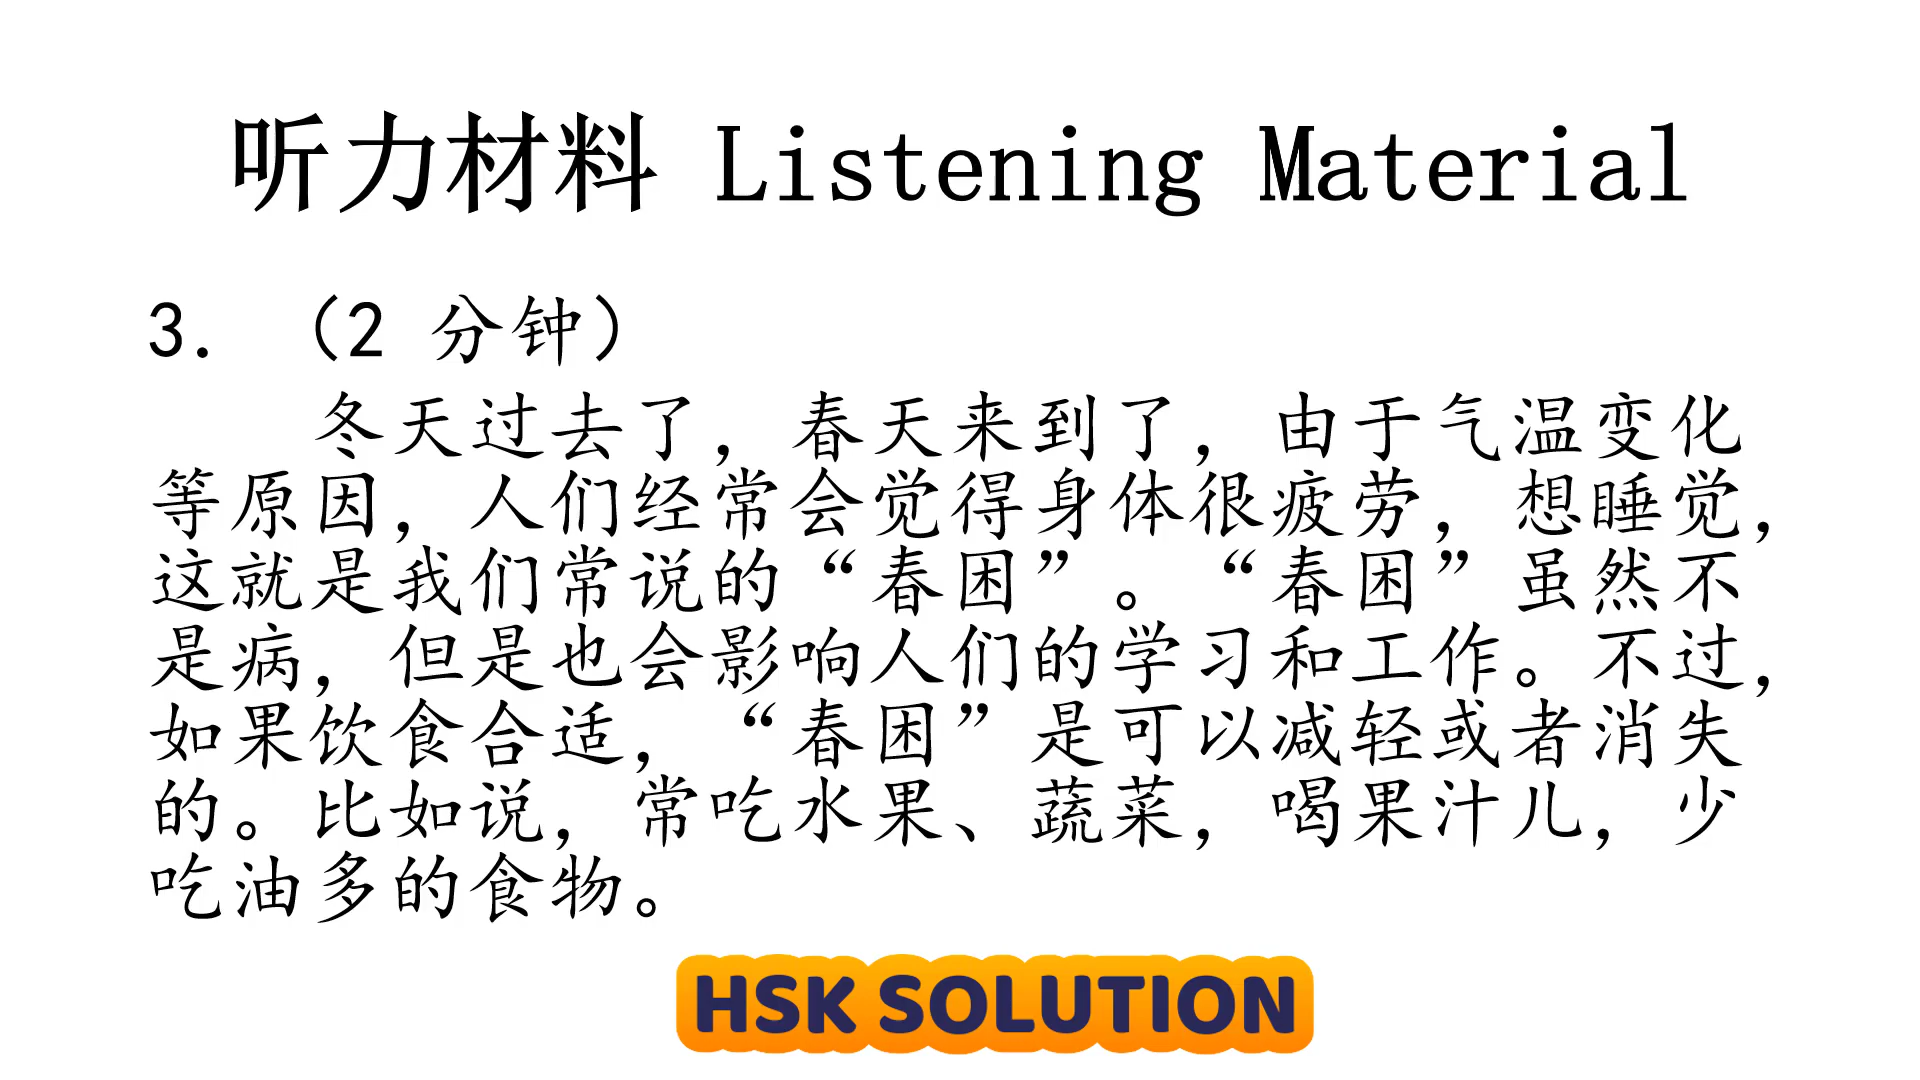 听力材料 Listening Material
3. （2 分钟）
冬天过去了，春天来到了，由于气温变化
等原因，人们经常会觉得身体很疲劳，想睡觉，
这就是我们常说的“春困”。“春困”虽然不
是病，但是也会影响人们的学习和工作。不过，
如果饮食合适，“春困”是可以减轻或者消失
的。比如说，常吃水果、蔬菜，喝果汁儿，少
吃油多的食物。
HSK SOLUTION